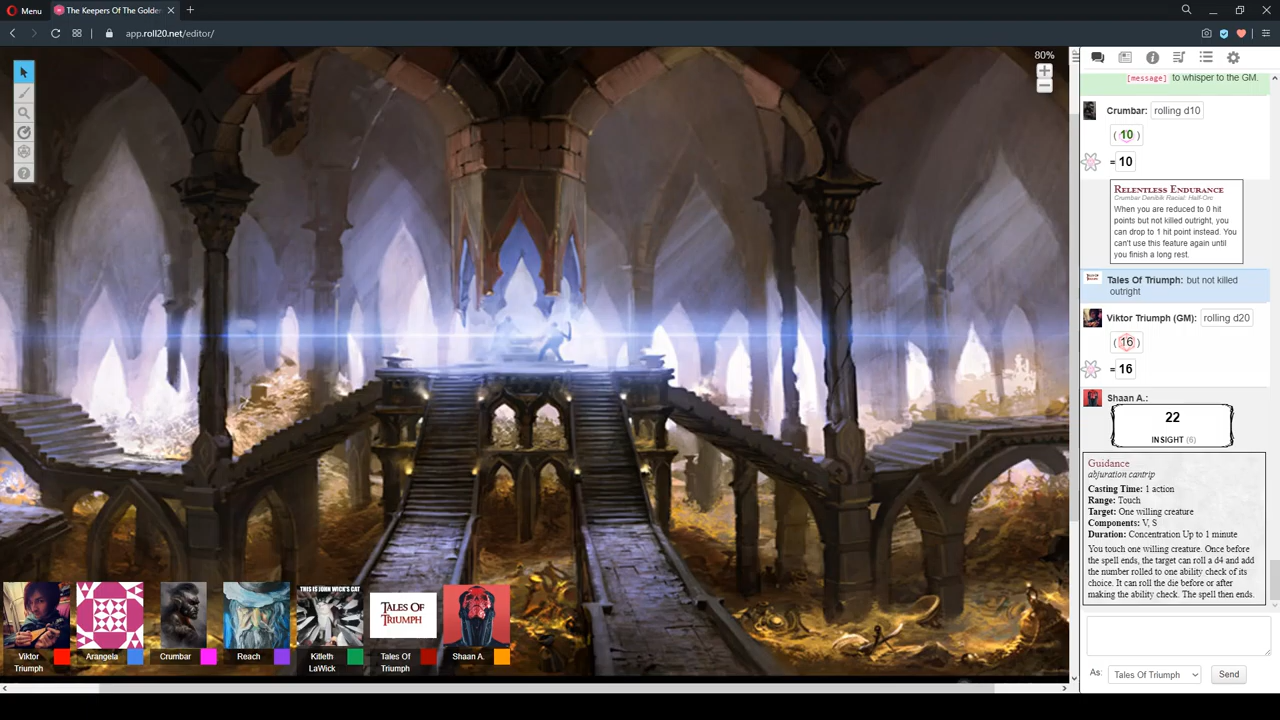 Menu
The Keepers Of The Golde
app.roll20.net/editor/
80%
[message] to whisper to the GM.
Crumbar: rolling d10
( 10 )
= 10
Relentless Endurance
Crumbar Denibik Racial: Half-Orc
When you are reduced to 0 hit
points but not killed outright, you
can drop to 1 hit point instead. You
can't use this feature again until
you finish a long rest.
Tales Of Triumph: but not killed
outright
Viktor Triumph (GM): rolling d20
( 16 )
= 16
Shaan A.:
22
INSIGHT (6)
Guidance
abjuration cantrip
Casting Time: 1 action
Range: Touch
Target: One willing creature
Components: V, S
Duration: Concentration Up to 1 minute
You touch one willing creature. Once before
the spell ends, the target can roll a d4 and add
the number rolled to one ability check of its
choice. It can roll the die before or after
making the ability check. The spell then ends.
THIS IS JOHN WICK'S CAT
TALES OF
TRIUMPH
Viktor
Triumph
Arangela
Crumbar
Reach
Kitleth
LaWick
Tales Of
Triumph
Shaan A.
As: Tales Of Triumph
Send